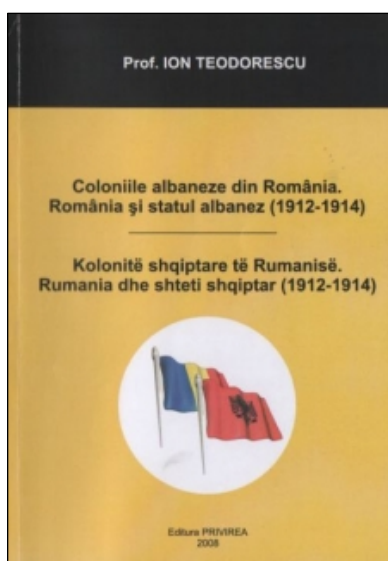 Prof. ION TEODORESCU
Coloniile albaneze din România.
România şi statul albanez (1912-1914)
Kolonitë shqiptare të Rumanisë.
Rumania dhe shteti shqiptar (1912-1914)
Editura PRIVIREA
2008